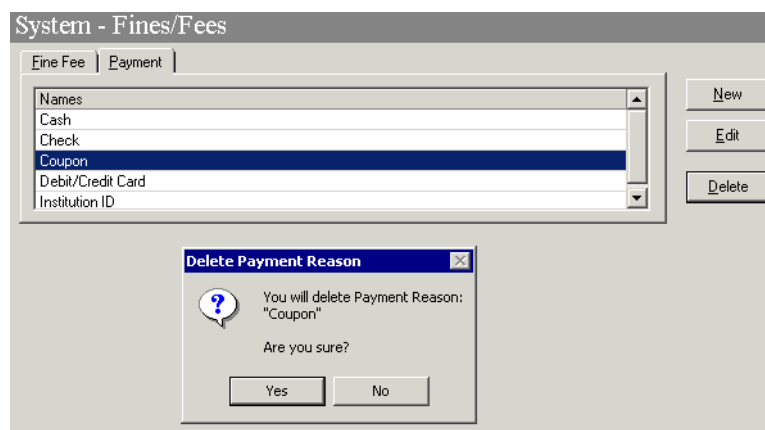 System - Fines/Fees
Fine Fee
Payment
Names
Cash
Check
Coupon
Debit/Credit Card
Institution ID
New
Edit
Delete
Delete Payment Reason
?
You will delete Payment Reason:
"Coupon"
Are you sure?
Yes
No